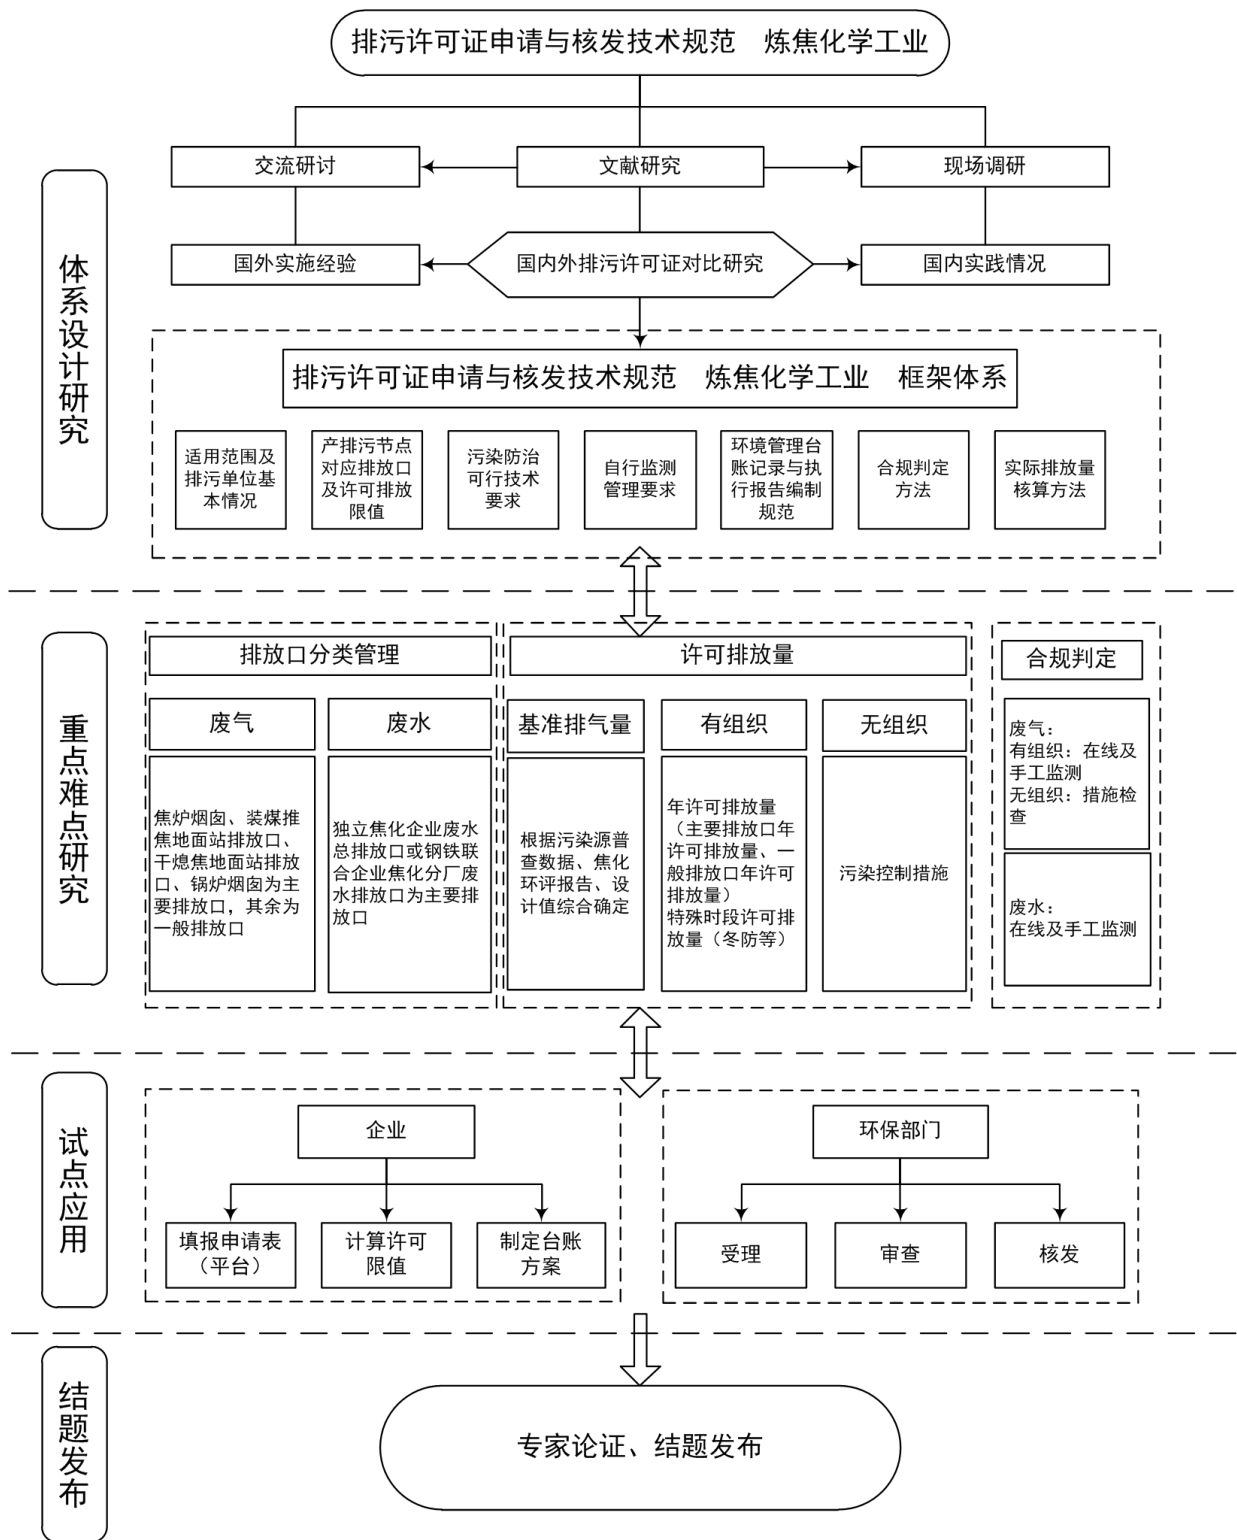 排污许可证申请与核发技术规范 炼焦化学工业
交流研讨
文献研究
现场调研
国外实施经验
国内外排污许可证对比研究
国内实践情况
体系设计研究
排污许可证申请与核发技术规范 炼焦化学工业 框架体系
适用范围及
排污单位基
本情况
产排污节点
对应排放口
及许可排放
限值
污染防治
可行技术
要求
自行监测
管理要求
环境管理台
账记录与执
行报告编制
规范
合规判定
方法
实际排放量
核算方法
重点难点研究
排放口分类管理
废气
焦炉烟囱、装煤推
焦地面站排放口、
干熄焦地面站排放
口、锅炉烟囱为主
要排放口，其余为
一般排放口
废水
独立焦化企业废水
总排放口或钢铁联
合企业焦化分厂废
水排放口为主要排
放口
许可排放量
基准排气量
根据污染源普
查数据、焦化
环评报告、设
计值综合确定
有组织
年许可排放量
（主要排放口年
许可排放量、一
般排放口年许可
排放量）
特殊时段许可排
放量（冬防等）
无组织
污染控制措施
合规判定
废气：
有组织：在线及
手工监测
无组织：措施检
查
废水：
在线及手工监测
试点应用
企业
填报申请表
（平台）
计算许可
限值
制定台账
方案
环保部门
受理
审查
核发
结题发布
专家论证、结题发布